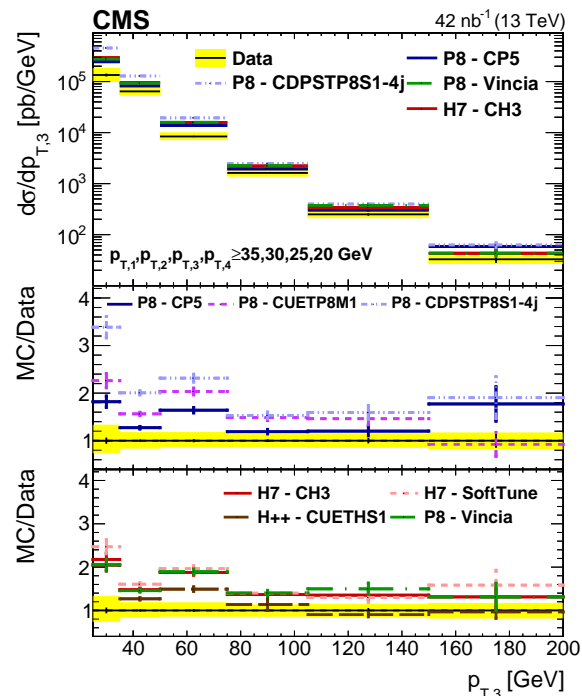 CMS 42 nb⁻¹ (13 TeV)
dσ/dp_T,3 [pb/GeV]
10⁵
10⁴
10³
10²
Data
P8 - CDPSTP8S1-4j
P8 - CP5
P8 - Vincia
H7 - CH3
p_T,1,p_T,2,p_T,3,p_T,4≥35,30,25,20 GeV
MC/Data
4
3
2
1
P8 - CP5 P8 - CUETP8M1 P8 - CDPSTP8S1-4j
MC/Data
4
3
2
1
H7 - CH3 H7 - SoftTune
H++ - CUETHS1 P8 - Vincia
40 60 80 100 120 140 160 180 200
p_T,3 [GeV]